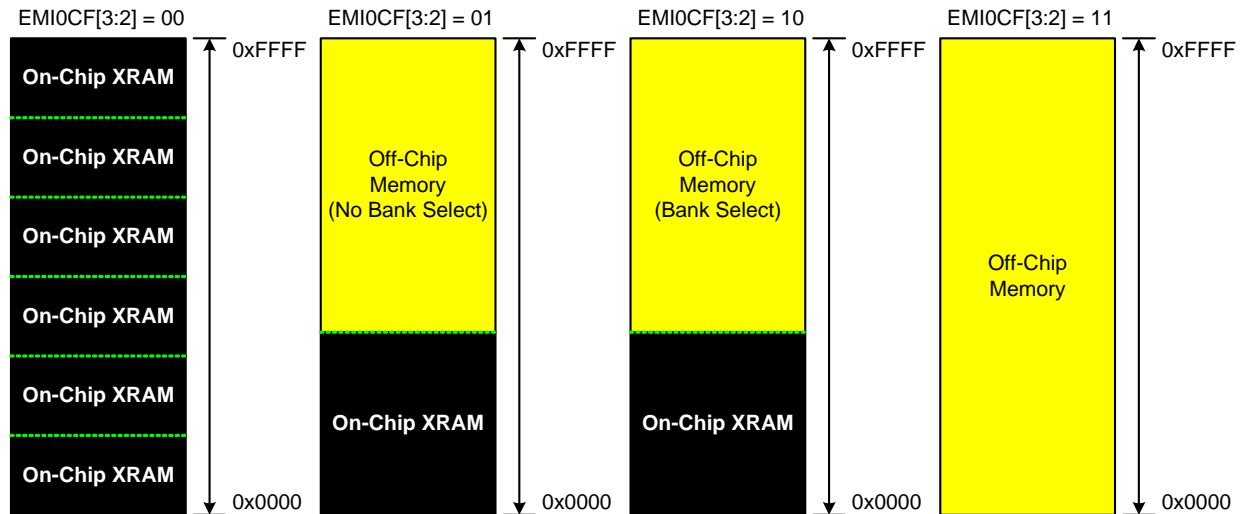 EMI0CF[3:2] = 00
On-Chip XRAM
On-Chip XRAM
On-Chip XRAM
On-Chip XRAM
On-Chip XRAM
On-Chip XRAM
0xFFFF
0x0000
EMI0CF[3:2] = 01
Off-Chip
Memory
(No Bank Select)
On-Chip XRAM
0xFFFF
0x0000
EMI0CF[3:2] = 10
Off-Chip
Memory
(Bank Select)
On-Chip XRAM
0xFFFF
0x0000
EMI0CF[3:2] = 11
Off-Chip
Memory
0xFFFF
0x0000